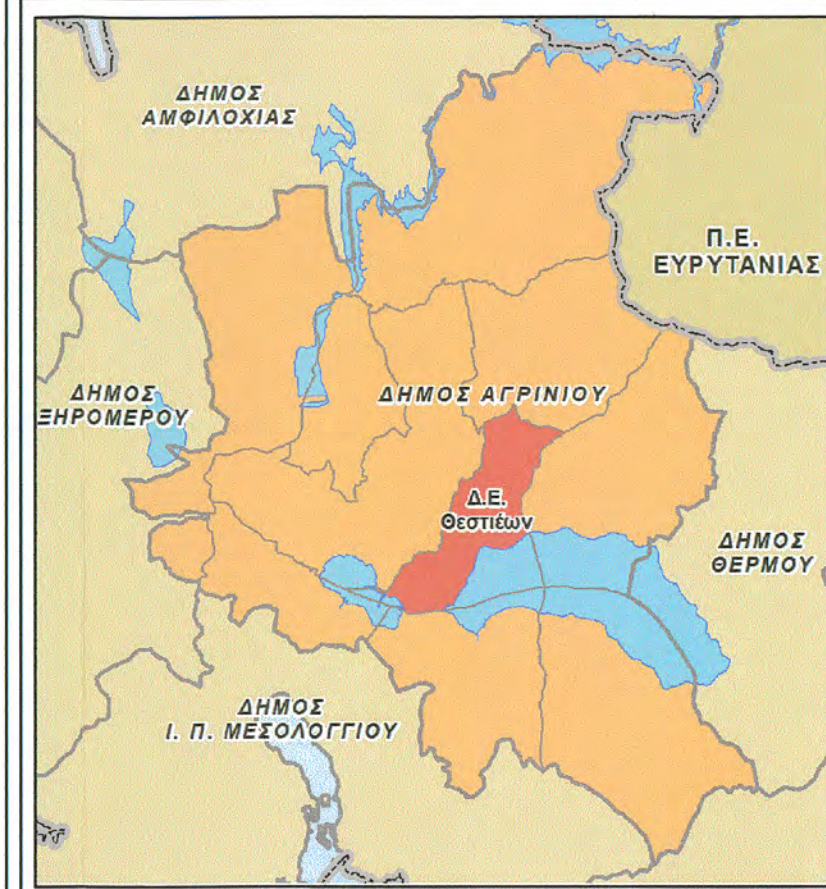 ΔΗΜΟΣ
ΑΜΦΙΛΟΧΙΑΣ
Π.Ε.
ΕΥΡΥΤΑΝΙΑΣ
ΔΗΜΟΣ
ΞΗΡΟΜΕΡΟΥ
ΔΗΜΟΣ ΑΓΡΙΝΙΟΥ
Δ.Ε.
Θεστιέων
ΔΗΜΟΣ
ΘΕΡΜΟΥ
ΔΗΜΟΣ
Ι. Π. ΜΕΣΟΛΟΓΓΙΟΥ